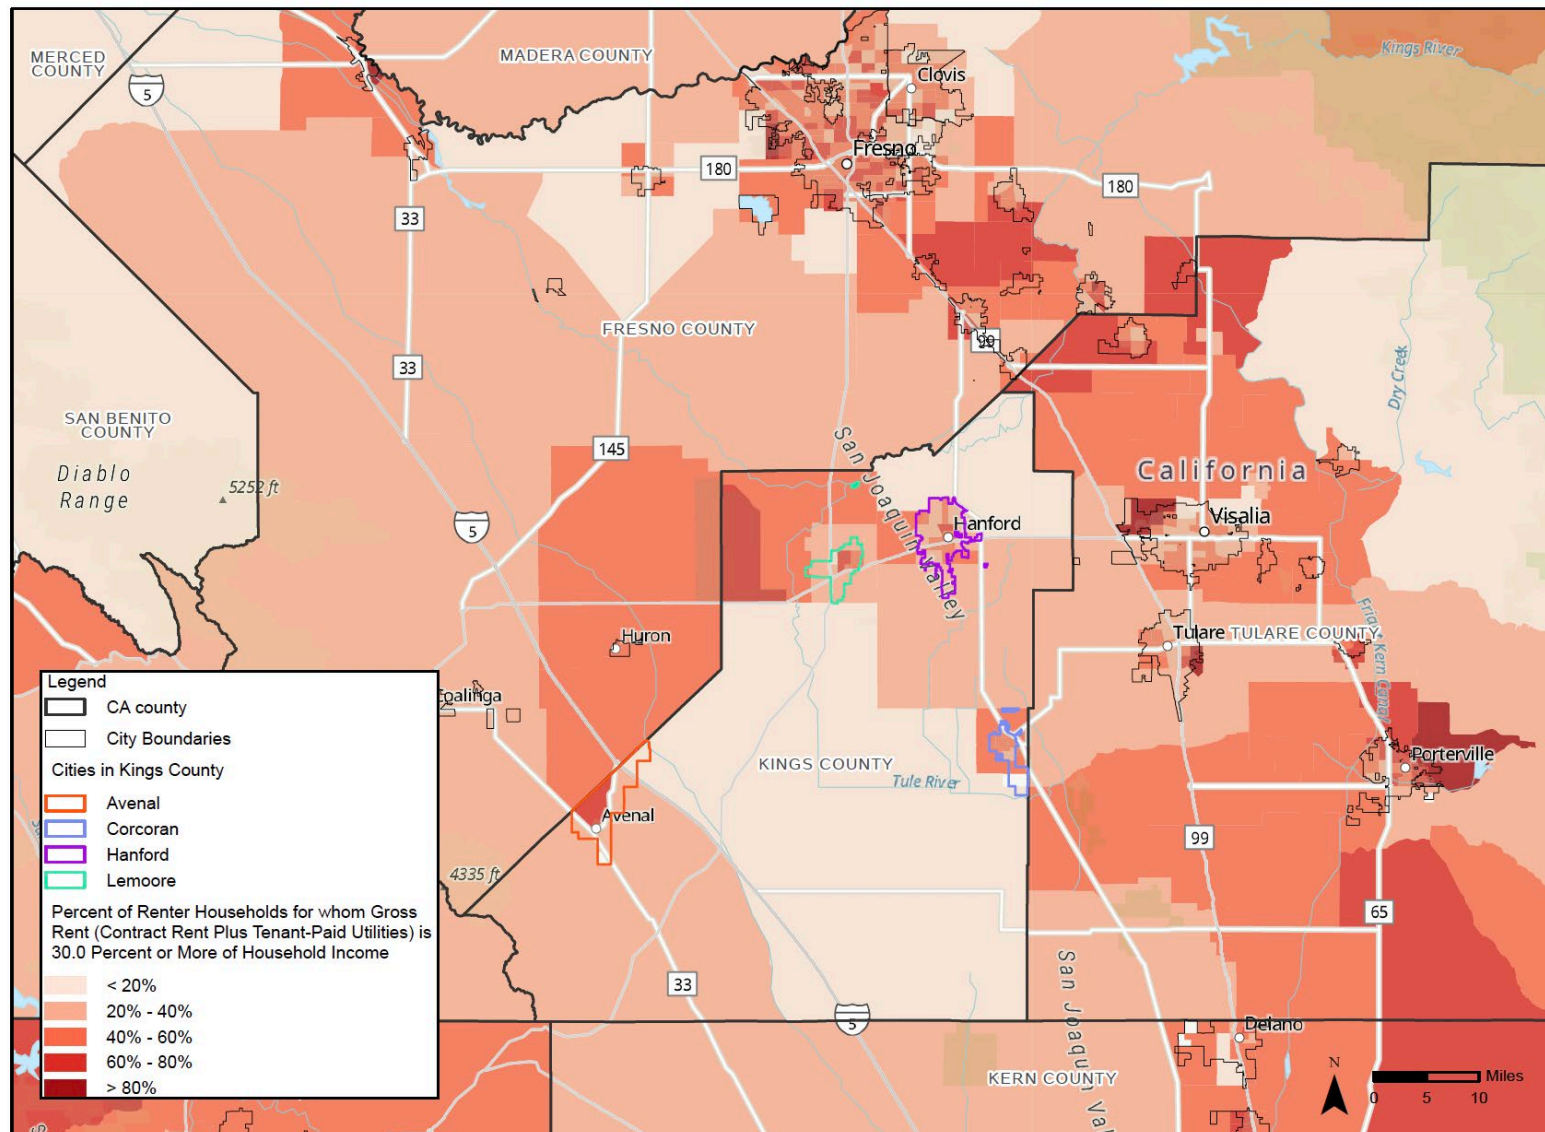 MERCED
COUNTY
MADERA COUNTY
Kings River
5
Clovis
Fresno
180
180
33
FRESNO COUNTY
99
33
Dry Creek
SAN BENITO
COUNTY
Diablo
Range
5252 ft
145
San Joaquin Valley
California
5
Hanford
Visalia
Huron
Tulare
TULARE COUNTY
Friant Kern Canal
Coalinga
Porterville
KINGS COUNTY
Tule River
Avenal
99
4335 ft
65
33
San Joaquin Val
5
Delano
KERN COUNTY
Legend
CA county
City Boundaries
Cities in Kings County
Avenal
Corcoran
Hanford
Lemoore
Percent of Renter Households for whom Gross
Rent (Contract Rent Plus Tenant-Paid Utilities) is
30.0 Percent or More of Household Income
< 20%
20% - 40%
40% - 60%
60% - 80%
> 80%
N
Miles
0 5 10